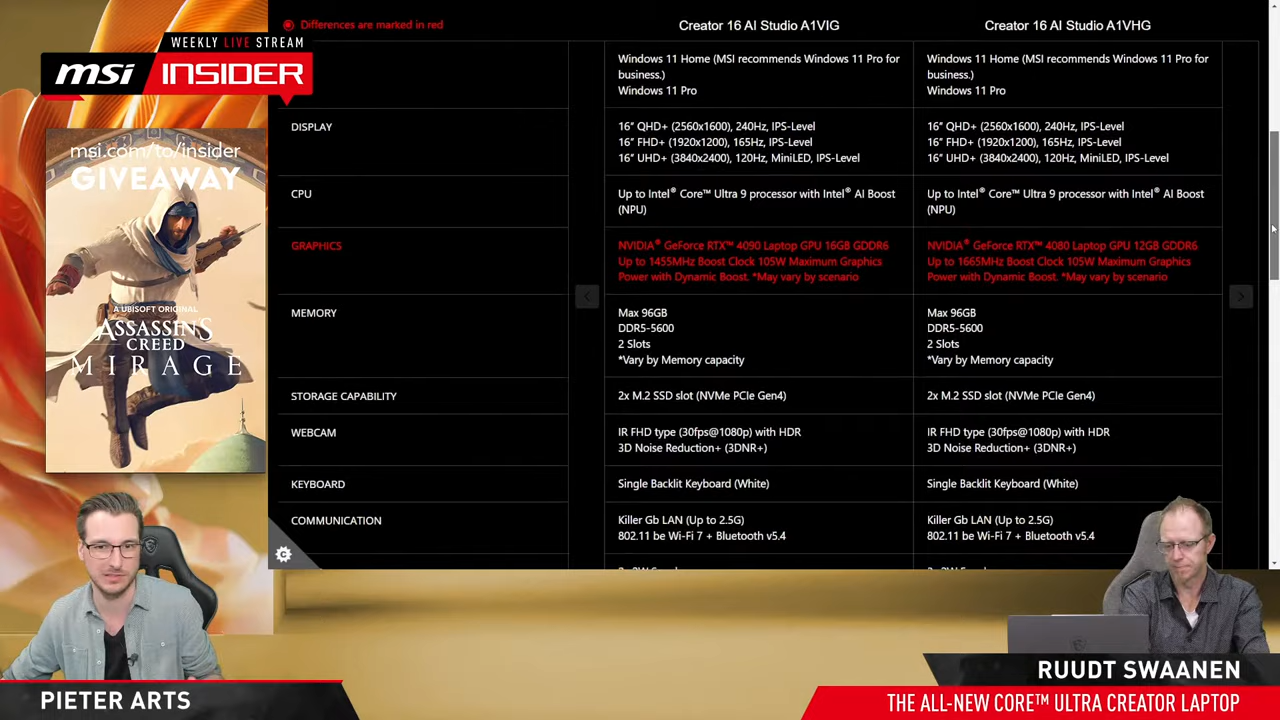 WEEKLY LIVE STREAM
msi INSIDER
msi.com/to/insider
GIVEAWAY
A UBISOFT ORIGINAL
ASSASSIN'S
CREED
MIRAGE
Differences are marked in red
Creator 16 AI Studio A1VIG
Creator 16 AI Studio A1VHG
Windows 11 Home (MSI recommends Windows 11 Pro for
business.)
Windows 11 Pro
Windows 11 Home (MSI recommends Windows 11 Pro for
business.)
Windows 11 Pro
DISPLAY
16" QHD+ (2560x1600), 240Hz, IPS-Level
16" FHD+ (1920x1200), 165Hz, IPS-Level
16" UHD+ (3840x2400), 120Hz, MiniLED, IPS-Level
16" QHD+ (2560x1600), 240Hz, IPS-Level
16" FHD+ (1920x1200), 165Hz, IPS-Level
16" UHD+ (3840x2400), 120Hz, MiniLED, IPS-Level
CPU
Up to Intel® Core™ Ultra 9 processor with Intel® AI Boost
(NPU)
Up to Intel® Core™ Ultra 9 processor with Intel® AI Boost
(NPU)
GRAPHICS
NVIDIA® GeForce RTX™ 4090 Laptop GPU 16GB GDDR6
Up to 1455MHz Boost Clock 105W Maximum Graphics
Power with Dynamic Boost. *May vary by scenario
NVIDIA® GeForce RTX™ 4080 Laptop GPU 12GB GDDR6
Up to 1665MHz Boost Clock 105W Maximum Graphics
Power with Dynamic Boost. *May vary by scenario
MEMORY
Max 96GB
DDR5-5600
2 Slots
*Vary by Memory capacity
Max 96GB
DDR5-5600
2 Slots
*Vary by Memory capacity
STORAGE CAPABILITY
2x M.2 SSD slot (NVMe PCIe Gen4)
2x M.2 SSD slot (NVMe PCIe Gen4)
WEBCAM
IR FHD type (30fps@1080p) with HDR
3D Noise Reduction+ (3DNR+)
IR FHD type (30fps@1080p) with HDR
3D Noise Reduction+ (3DNR+)
KEYBOARD
Single Backlit Keyboard (White)
Single Backlit Keyboard (White)
COMMUNICATION
Killer Gb LAN (Up to 2.5G)
802.11 be Wi-Fi 7 + Bluetooth v5.4
Killer Gb LAN (Up to 2.5G)
802.11 be Wi-Fi 7 + Bluetooth v5.4
PIETER ARTS
RUUDT SWAANEN
THE ALL-NEW CORE™ ULTRA CREATOR LAPTOP